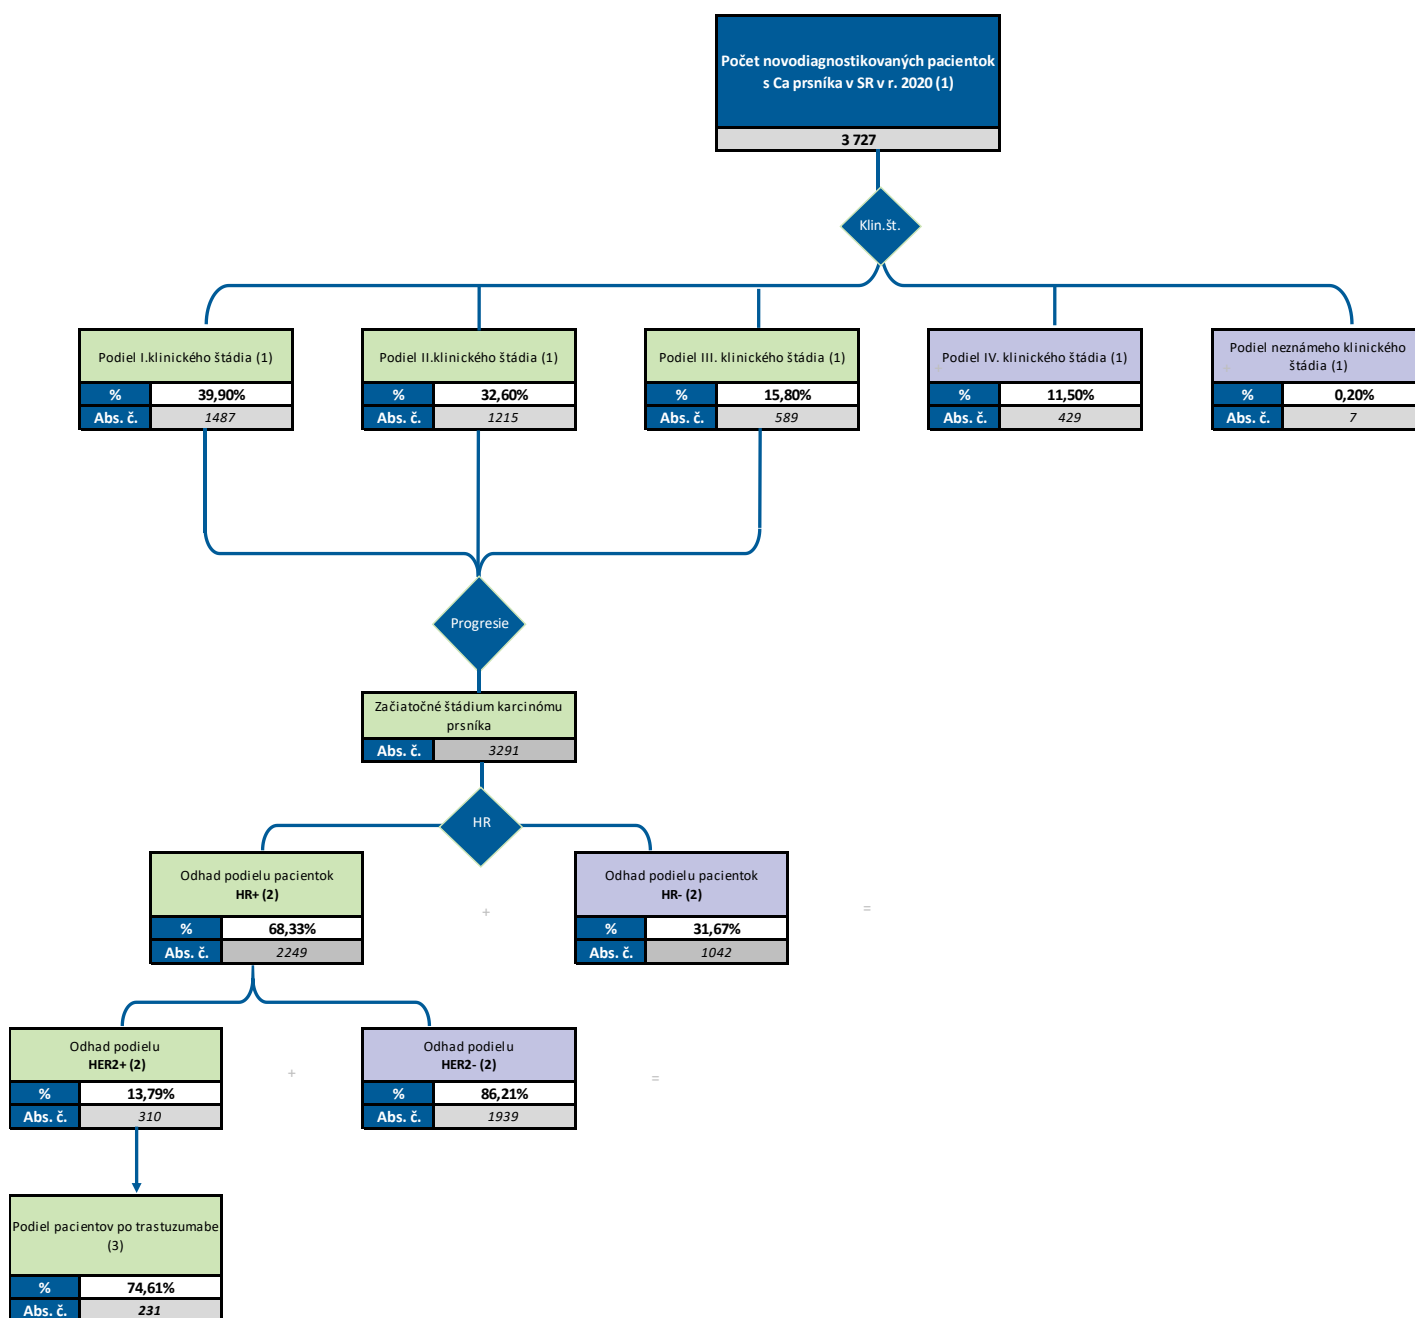 Počet novodiagnostikovaných pacientok
s Ca prsníka v SR v r. 2020 (1)
3 727
Klin.št.
Podiel I.klinického štádia (1)
% 39,90%
Abs. č. 1487
Podiel II.klinického štádia (1)
% 32,60%
Abs. č. 1215
Podiel III. klinického štádia (1)
% 15,80%
Abs. č. 589
Podiel IV. klinického štádia (1)
% 11,50%
Abs. č. 429
Podiel neznámeho klinického
štádia (1)
% 0,20%
Abs. č. 7
Progresie
Začiatočné štádium karcinómu
prsníka
Abs. č. 3291
HR
Odhad podielu pacientok
HR+ (2)
% 68,33%
Abs. č. 2249
+
Odhad podielu pacientok
HR- (2)
% 31,67%
Abs. č. 1042
=
Odhad podielu
HER2+ (2)
% 13,79%
Abs. č. 310
+
Odhad podielu
HER2- (2)
% 86,21%
Abs. č. 1939
=
Podiel pacientov po trastuzumabe
(3)
% 74,61%
Abs. č. 231